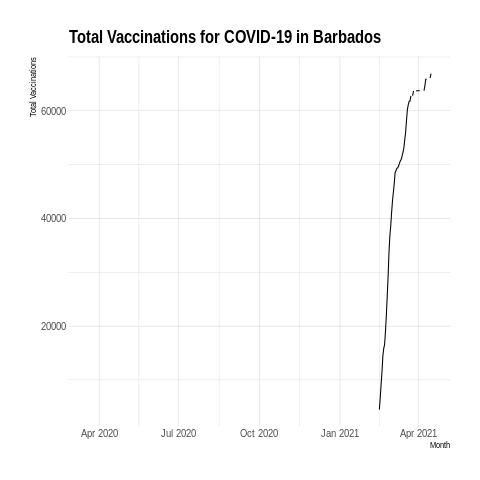 Total Vaccinations for COVID-19 in Barbados
Total Vaccinations
60000
40000
20000
Apr 2020 Jul 2020 Oct 2020 Jan 2021 Apr 2021
Month